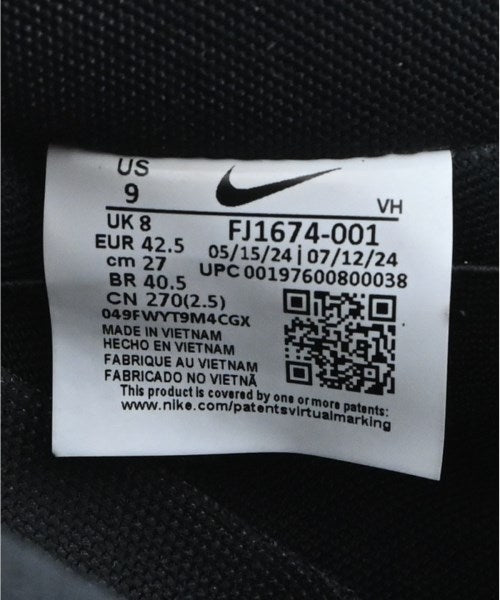 US
9
VH
UK 8
FJ1674-001
EUR 42.5
05/15/24 | 07/12/24
cm 27
UPC 00197600800038
BR 40.5
CN 270(2.5)
049FWYT9M4CGX
MADE IN VIETNAM
HECHO EN VIETNAM
FABRIQUE AU VIETNAM
FABRICADO NO VIETNÃ
This product is covered by one or more patents:
www.nike.com/patentsvirtualmarking